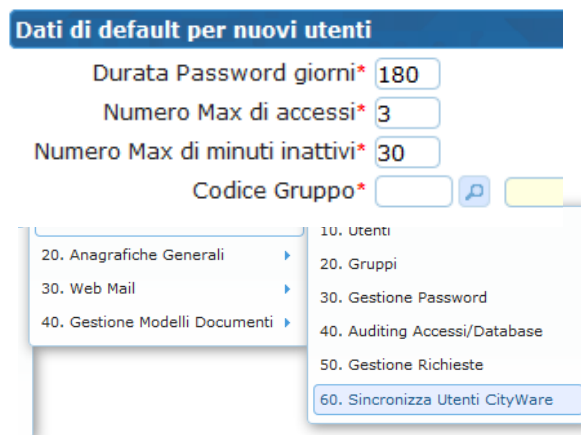 Dati di default per nuovi utenti
Durata Password giorni* 180
Numero Max di accessi* 3
Numero Max di minuti inattivi* 30
Codice Gruppo*
10. Utenti
20. Anagrafiche Generali
20. Gruppi
30. Web Mail
30. Gestione Password
40. Gestione Modelli Documenti
40. Auditing Accessi/Database
50. Gestione Richieste
60. Sincronizza Utenti CityWare